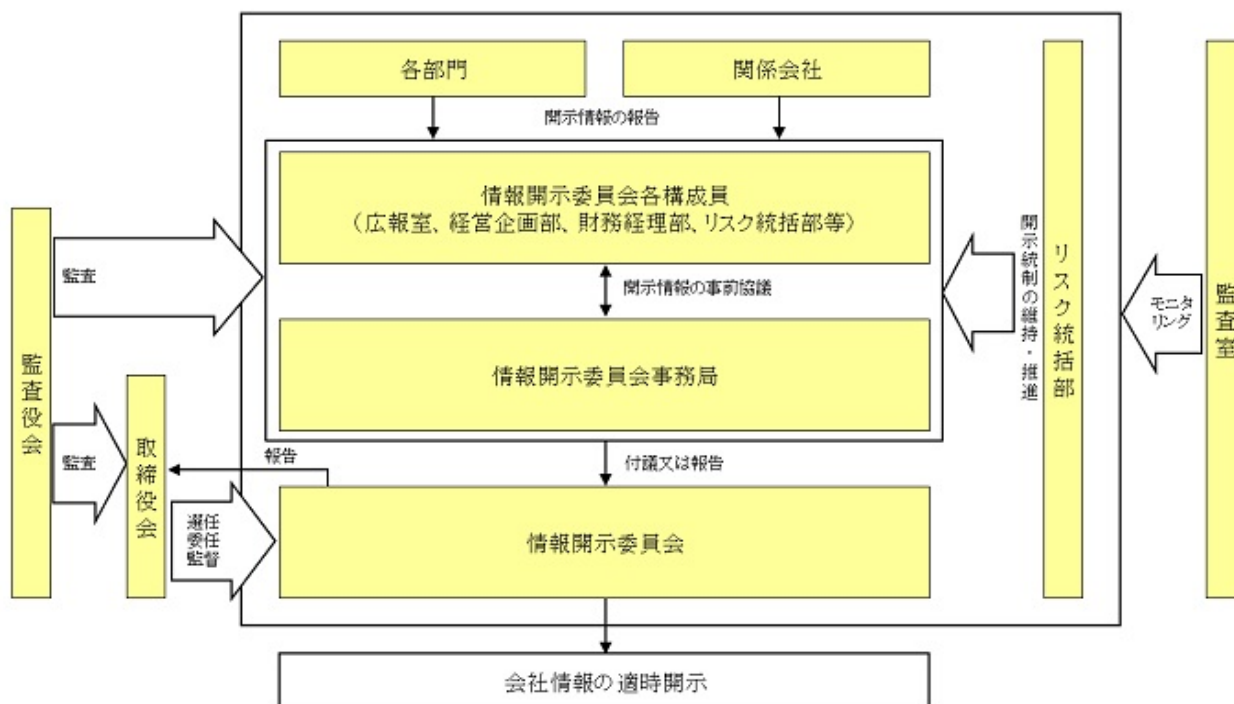 各部門
関係会社
開示情報の報告
情報開示委員会各構成員
（広報室、経営企画部、財務経理部、リスク統括部等）
開示情報の事前協議
情報開示委員会事務局
付議又は報告
情報開示委員会
会社情報の適時開示
監査役会
監査
監査
取締役会
報告
選任
委任
監督
開示統制の維持・推進
リスク統括部
モニタ
リング
監査室